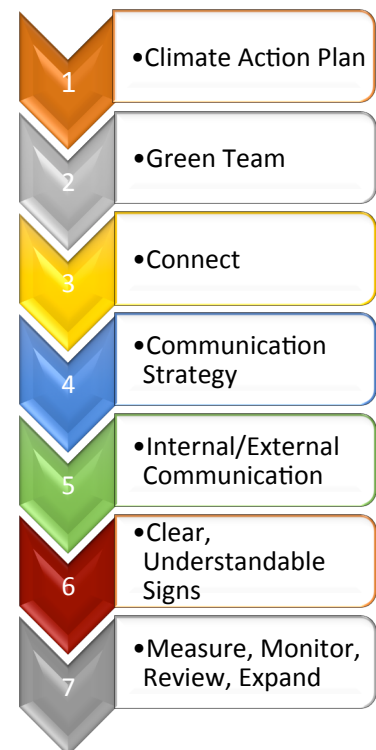 1
•Climate Action Plan
2
•Green Team
3
•Connect
4
•Communication
Strategy
5
•Internal/External
Communication
6
•Clear,
Understandable
Signs
7
•Measure, Monitor,
Review, Expand